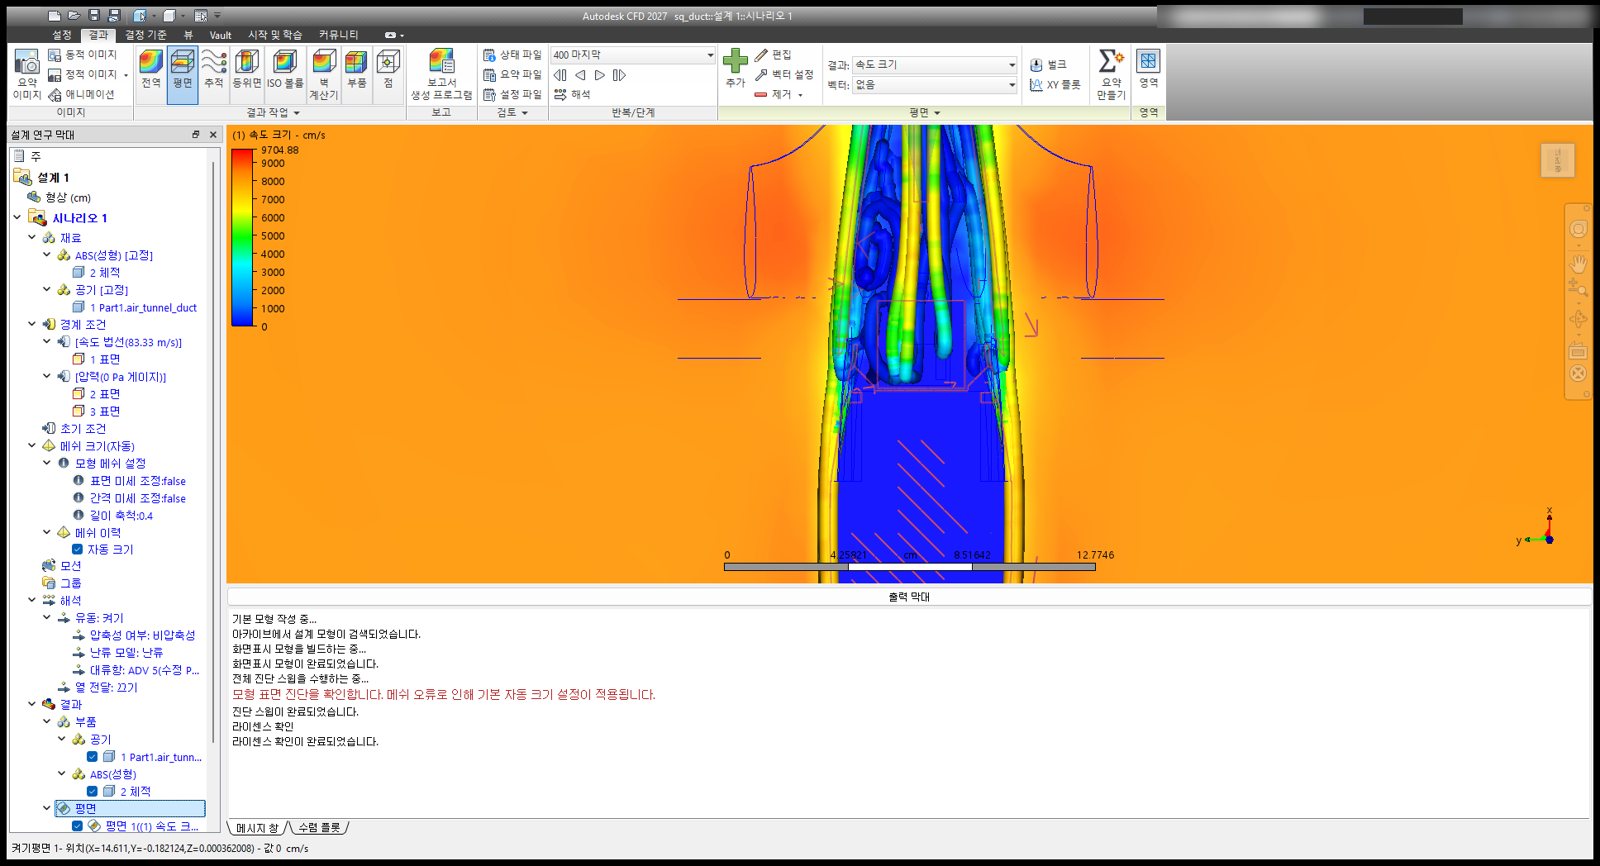 Autodesk CFD 2027 sq_duct::설계 1::시나리오 1
설정 결과 결정 기준 뷰 Vault 시작 및 학습 커뮤니티
요약 이미지
동적 이미지
정적 이미지
애니메이션
이미지
전역 평면 추적 등위면 ISO 볼륨 벽 계산기 부품 점
결과 작업
보고서 생성 프로그램
보고
상태 파일
요약 파일
설정 파일
검토
400 마지막
해석
반복/단계
추가
편집
벡터 설정
제거
결과: 속도 크기
벡터: 없음
벌크
XY 플롯
요약 만들기
평면
영역
영역
설계 연구 막대
주
설계 1
형상 (cm)
시나리오 1
재료
ABS(성형) [고정]
2 체적
공기 [고정]
1 Part1.air_tunnel_duct
경계 조건
[속도 법선(83.33 m/s)]
1 표면
[압력(0 Pa 게이지)]
2 표면
3 표면
초기 조건
메쉬 크기(자동)
모형 메쉬 설정
표면 미세 조정:false
간격 미세 조정:false
길이 축척:0.4
메쉬 이력
자동 크기
모션
그룹
해석
유동: 켜기
압축성 여부: 비압축성
난류 모델: 난류
대류항: ADV 5(수정 P...
열 전달: 끄기
결과
부품
공기
1 Part1.air_tunn...
ABS(성형)
2 체적
평면
평면 1((1) 속도 크...
(1) 속도 크기 - cm/s
9704.88
9000
8000
7000
6000
5000
4000
3000
2000
1000
0
x
y
0 4.25821 cm 8.51642 12.7746
출력 막대
기본 모형 작성 중...
아카이브에서 설계 모형이 검색되었습니다.
화면표시 모형을 빌드하는 중...
화면표시 모형이 완료되었습니다.
전체 진단 스윕을 수행하는 중...
모형 표면 진단을 확인합니다. 메쉬 오류로 인해 기본 자동 크기 설정이 적용됩니다.
진단 스윕이 완료되었습니다.
라이센스 확인
라이센스 확인이 완료되었습니다.
메시지 창 수렴 플롯
켜기평면 1- 위치(X=14.611,Y=-0.182124,Z=0.000362008) - 값 0 cm/s